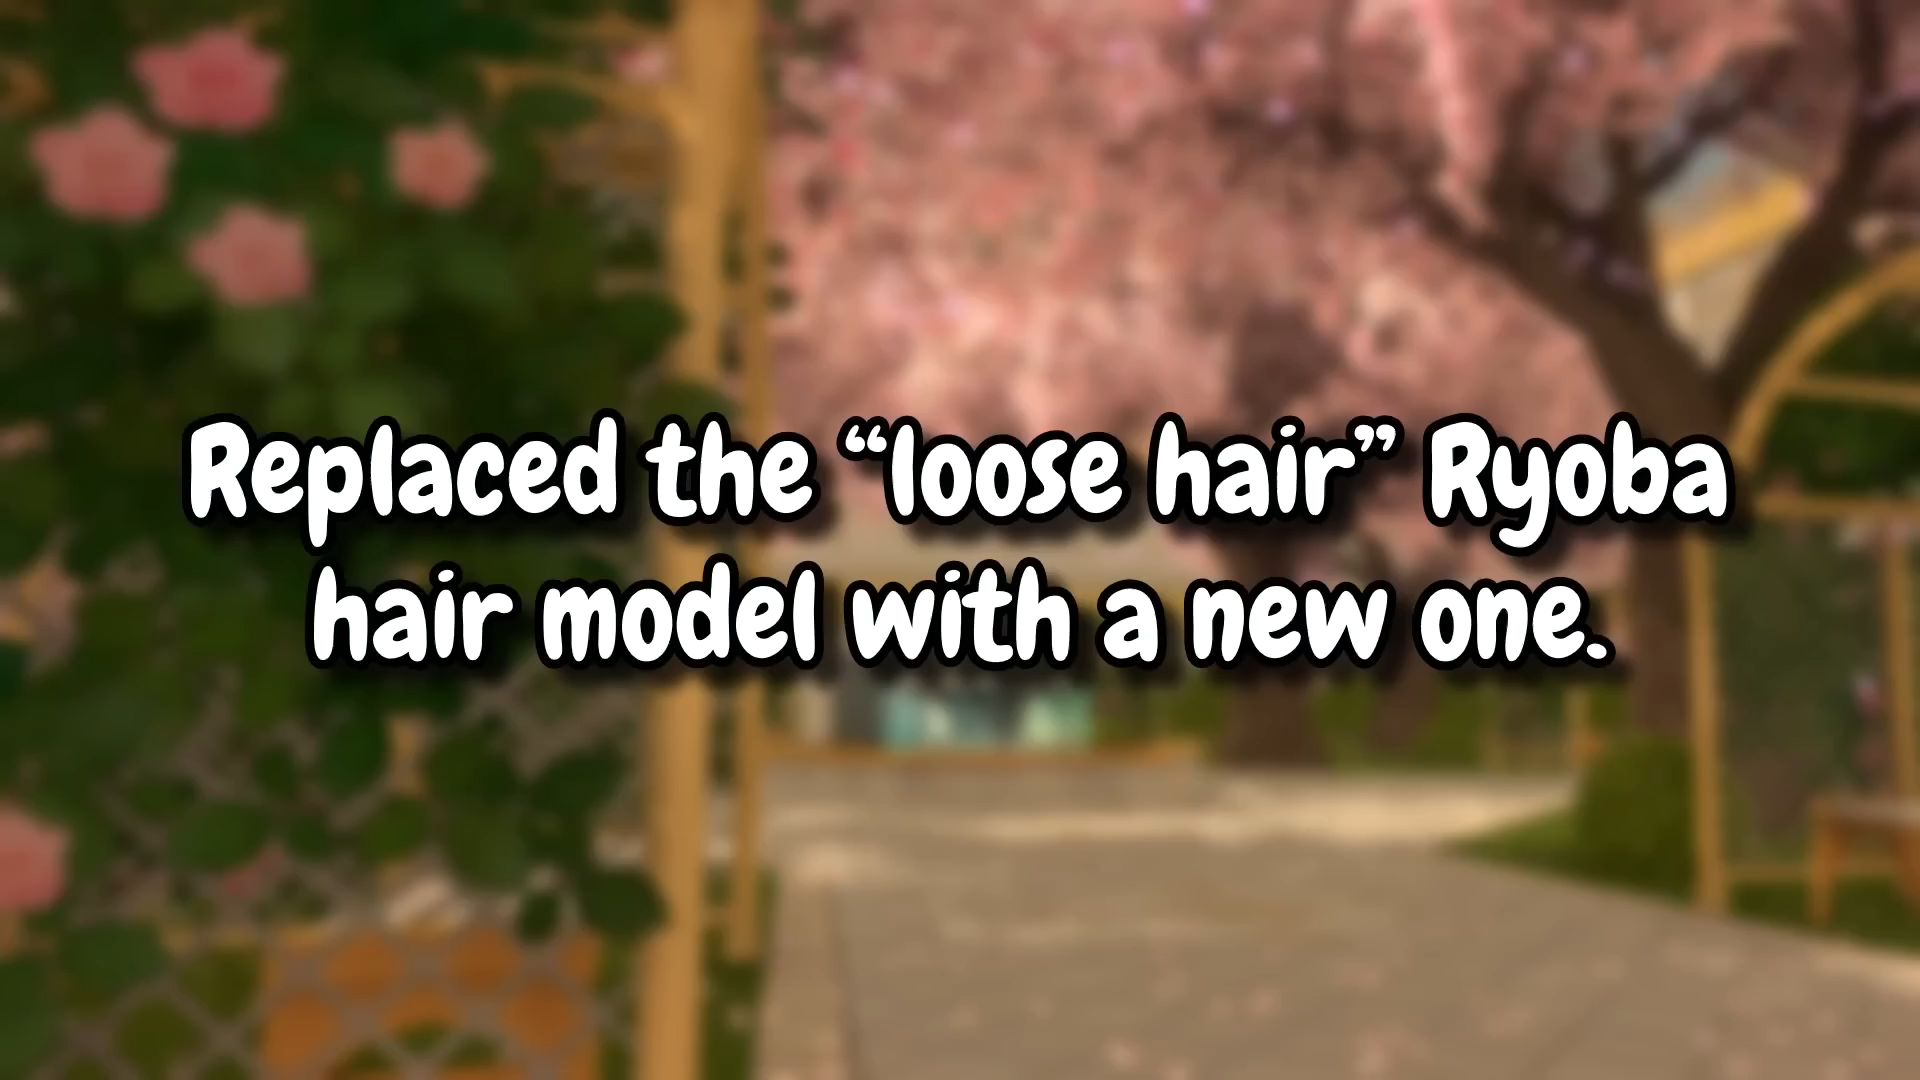 Replaced the “loose hair” Ryoba
hair model with a new one.